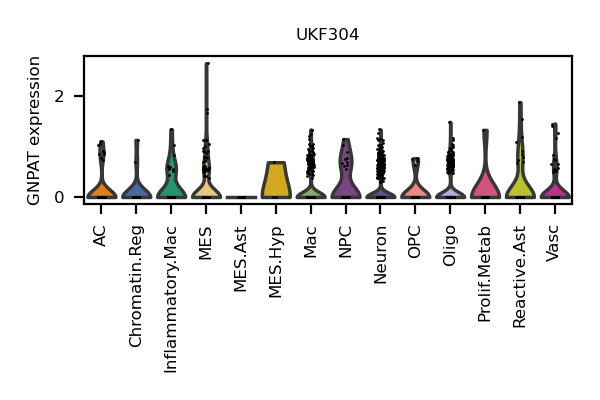 UKF304
GNPAT expression
2
0
AC
Chromatin.Reg
Inflammatory.Mac
MES
MES.Ast
MES.Hyp
Mac
NPC
Neuron
OPC
Oligo
Prolif.Metab
Reactive.Ast
Vasc